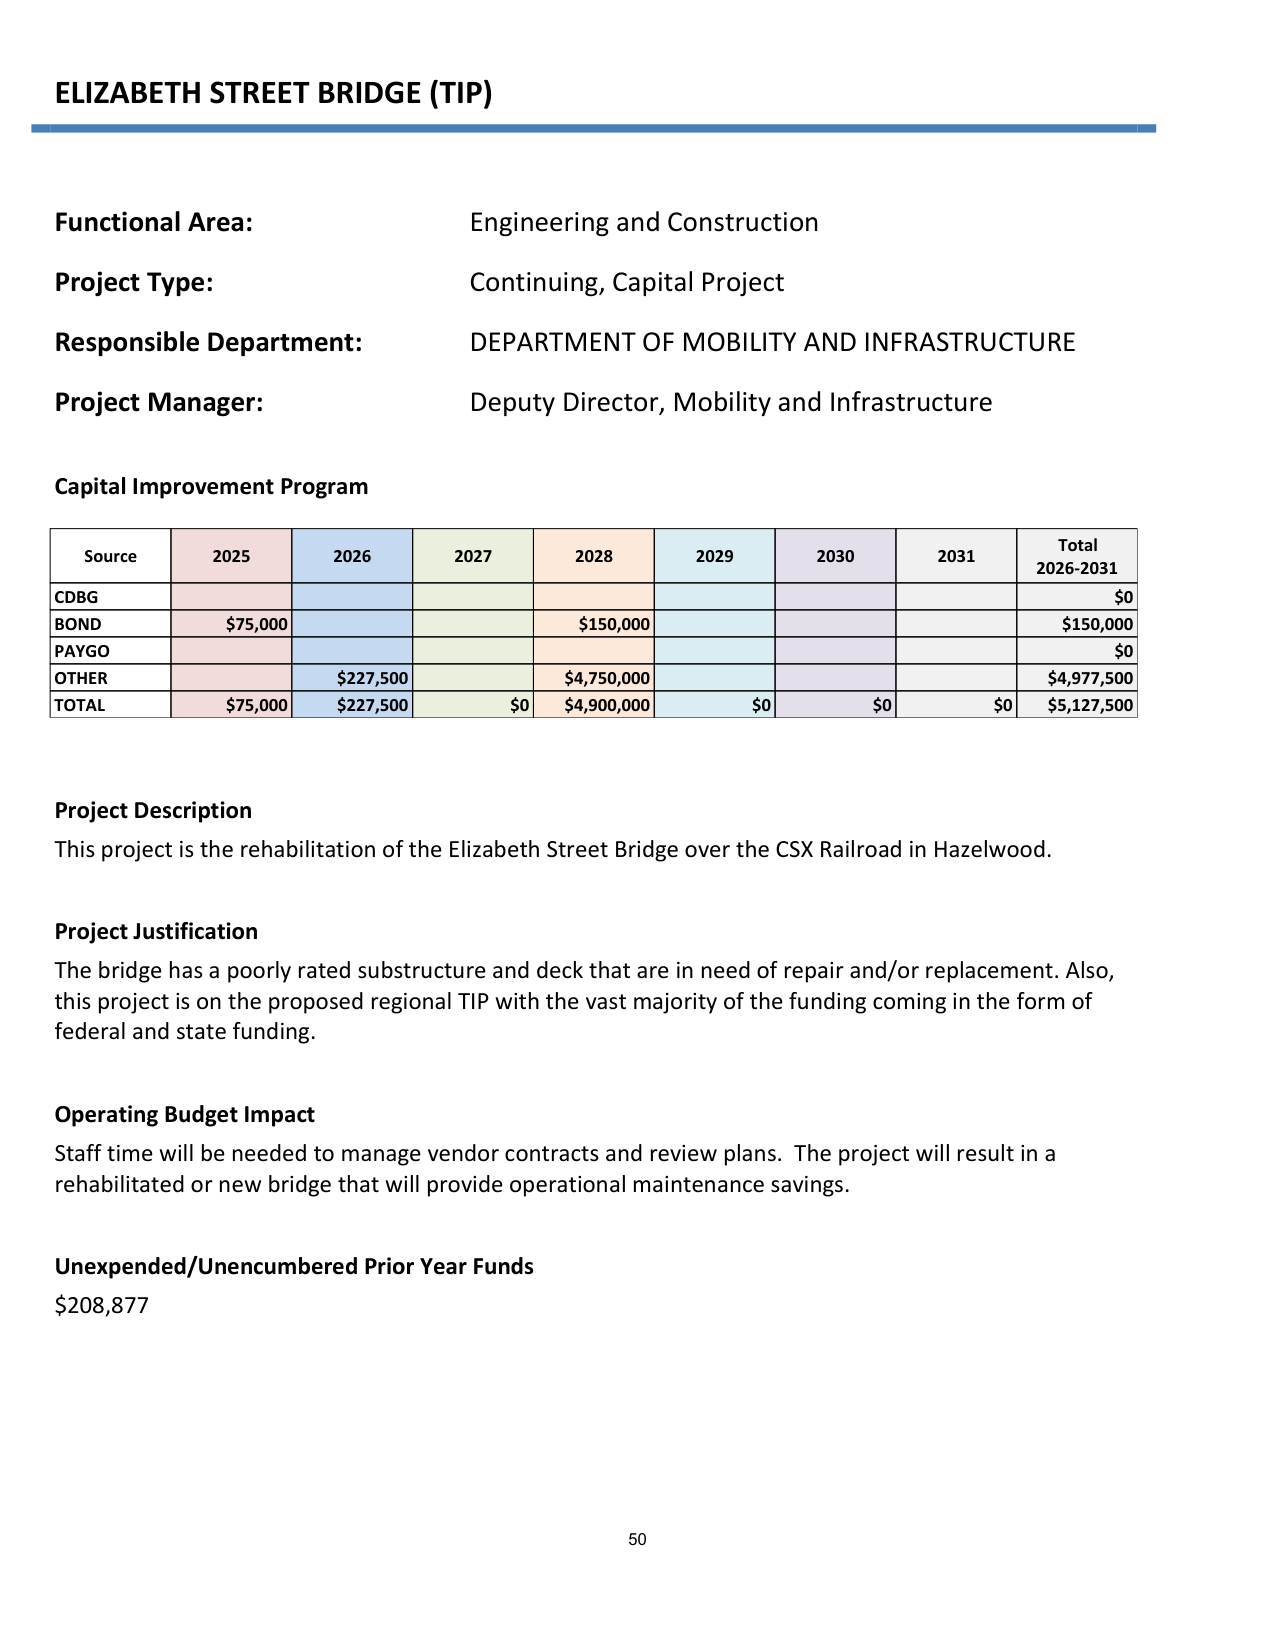 ELIZABETH STREET BRIDGE (TIP)
Functional Area: Engineering and Construction
Project Type: Continuing, Capital Project
Responsible Department: DEPARTMENT OF MOBILITY AND INFRASTRUCTURE
Project Manager: Deputy Director, Mobility and Infrastructure
Capital Improvement Program
Source 2025 2026 2027 2028 2029 2030 2031 Total 2026-2031
CDBG $0
BOND $75,000 $150,000 $150,000
PAYGO $0
OTHER $227,500 $4,750,000 $4,977,500
TOTAL $75,000 $227,500 $0 $4,900,000 $0 $0 $0 $5,127,500
Project Description
This project is the rehabilitation of the Elizabeth Street Bridge over the CSX Railroad in Hazelwood.
Project Justification
The bridge has a poorly rated substructure and deck that are in need of repair and/or replacement. Also,
this project is on the proposed regional TIP with the vast majority of the funding coming in the form of
federal and state funding.
Operating Budget Impact
Staff time will be needed to manage vendor contracts and review plans.  The project will result in a
rehabilitated or new bridge that will provide operational maintenance savings.
Unexpended/Unencumbered Prior Year Funds
$208,877
50